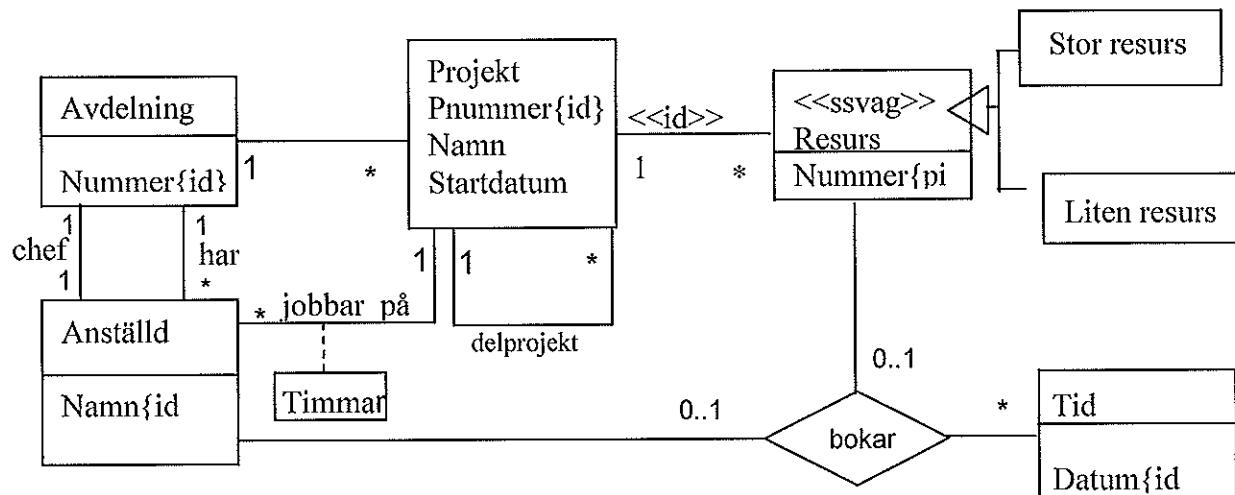 Avdelning
Nummer{id}
1
*
Projekt
Pnummer{id}
Namn
Startdatum
<<id>>
1
*
<<ssvag>>
Resurs
Nummer{pi
Stor resurs
Liten resurs
1
chef
1
1
har
*
1
1
*
delprojekt
* jobbar på
Timmar
Anställd
Namn{id
0..1
0..1
bokar
*
Tid
Datum{id